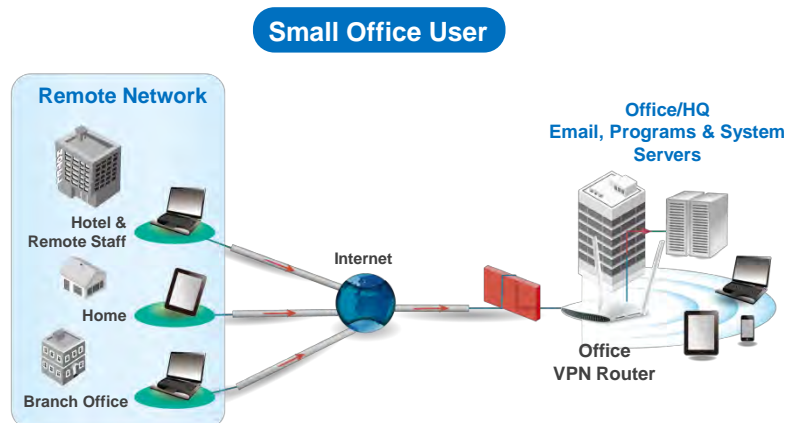 Small Office User
Remote Network
Hotel &
Remote Staff
Home
Branch Office
Internet
Office/HQ
Email, Programs & System
Servers
Office
VPN Router